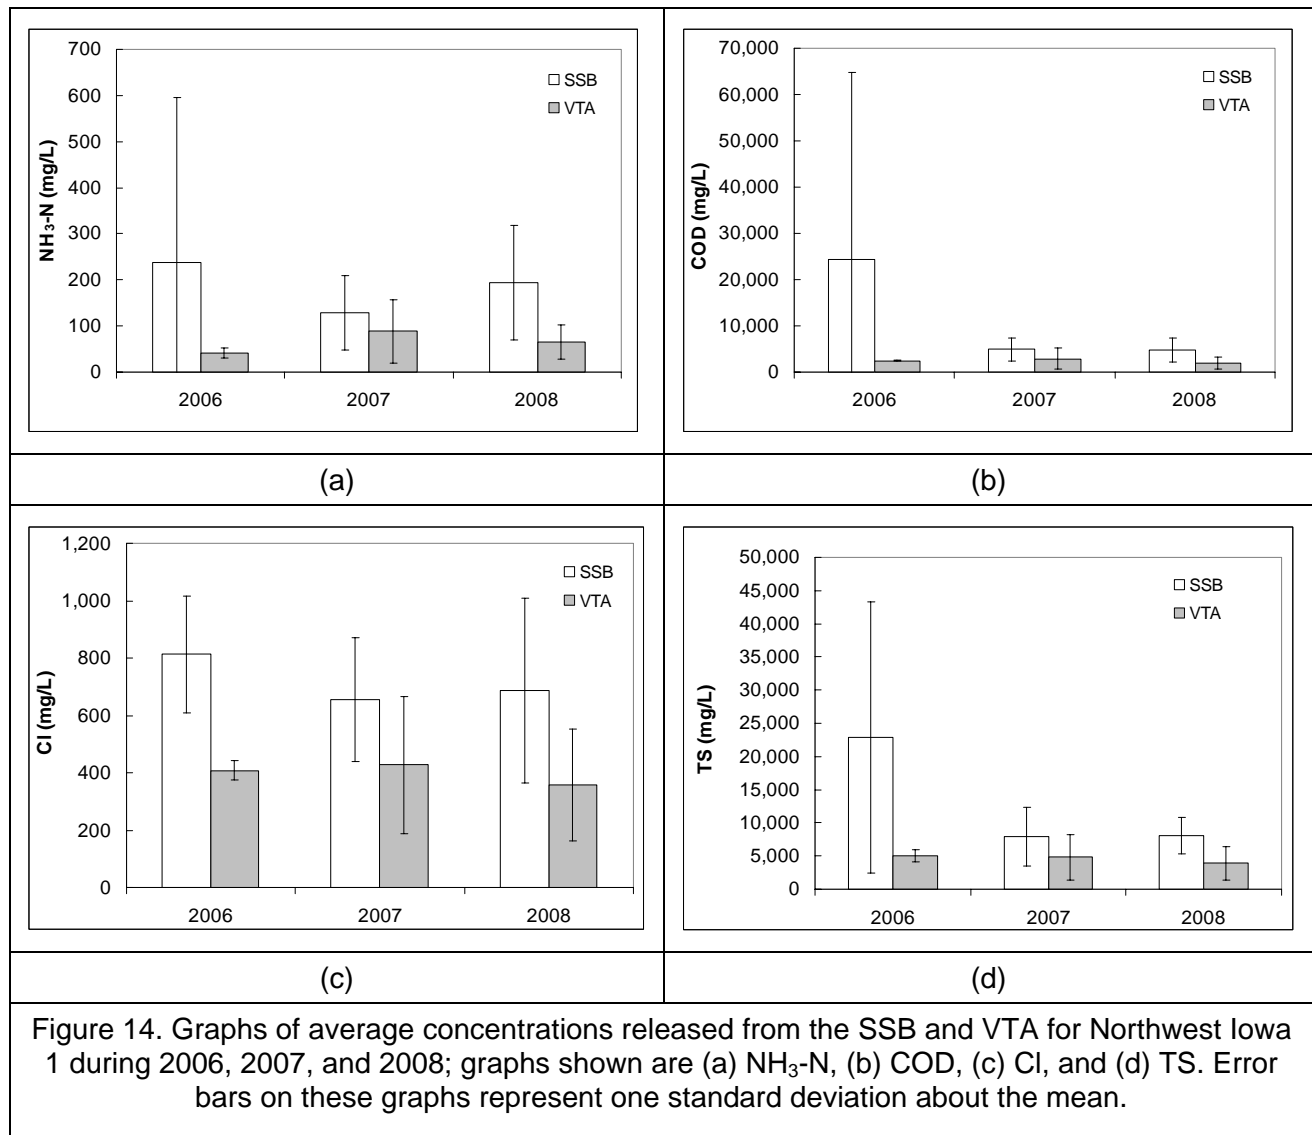 700
600
500
400
300
200
100
0
NH₃-N (mg/L)
2006 2007 2008
SSB
VTA
(a)
70,000
60,000
50,000
40,000
30,000
20,000
10,000
0
COD (mg/L)
2006 2007 2008
SSB
VTA
(b)
1,200
1,000
800
600
400
200
0
Cl (mg/L)
2006 2007 2008
SSB
VTA
(c)
50,000
45,000
40,000
35,000
30,000
25,000
20,000
15,000
10,000
5,000
0
TS (mg/L)
2006 2007 2008
SSB
VTA
(d)
Figure 14. Graphs of average concentrations released from the SSB and VTA for Northwest Iowa
1 during 2006, 2007, and 2008; graphs shown are (a) NH₃-N, (b) COD, (c) Cl, and (d) TS. Error
bars on these graphs represent one standard deviation about the mean.